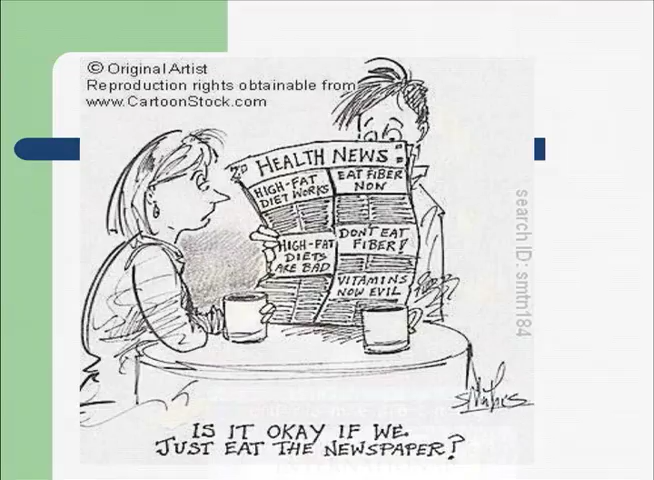 © Original Artist
Reproduction rights obtainable from
www.CartoonStock.com
HEALTH NEWS
HIGH-FAT
DIET WORKS
EAT FIBER
NOW
HIGH-FAT
DIETS
ARE BAD
DON'T EAT
FIBER!
VITAMINS
NOW EVIL
search ID: smtn184
IS IT OKAY IF WE
JUST EAT THE NEWSPAPER?